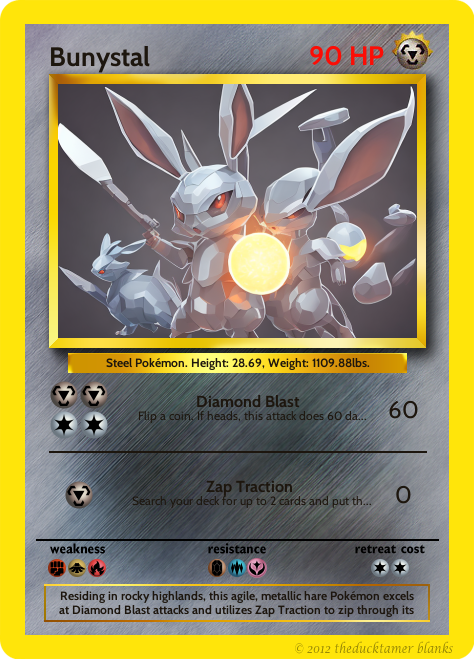 Bunystal
90 HP
Steel Pokémon. Height: 28.69, Weight: 1109.88lbs.
Diamond Blast
Flip a coin. If heads, this attack does 60 da...
60
Zap Traction
Search your deck for up to 2 cards and put th...
0
weakness
resistance
retreat cost
Residing in rocky highlands, this agile, metallic hare Pokémon excels
at Diamond Blast attacks and utilizes Zap Traction to zip through its
© 2012 theducktamer blanks